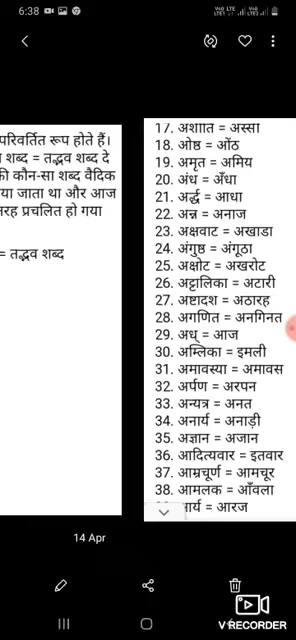 6:38
परिवर्तित रूप होते हैं।
शब्द = तद्भव शब्द दे
की कौन-सा शब्द वैदिक
या जाता था और आज
तरह प्रचलित हो गया
= तद्भव शब्द
17. अशीति = अस्सी
18. ओष्ठ = ओंठ
19. अमृत = अमिय
20. अंध = अँधा
21. अर्द्ध = आधा
22. अन्न = अनाज
23. अक्षवाट = अखाडा
24. अंगुष्ठ = अंगूठा
25. अक्षोट = अखरोट
26. अट्टालिका = अटारी
27. अष्टादश = अठारह
28. अगणित = अनगिनत
29. अध् = आज
30. अम्लिका = इमली
31. अमावस्या = अमावस
32. अर्पण = अरपन
33. अन्यत्र = अनत
34. अनार्य = अनाड़ी
35. अज्ञान = अजान
36. आदित्यवार = इतवार
37. आम्रचूर्ण = आमचूर
38. आमलक = आँवला
आर्य = आरज
14 Apr
V RECORDER